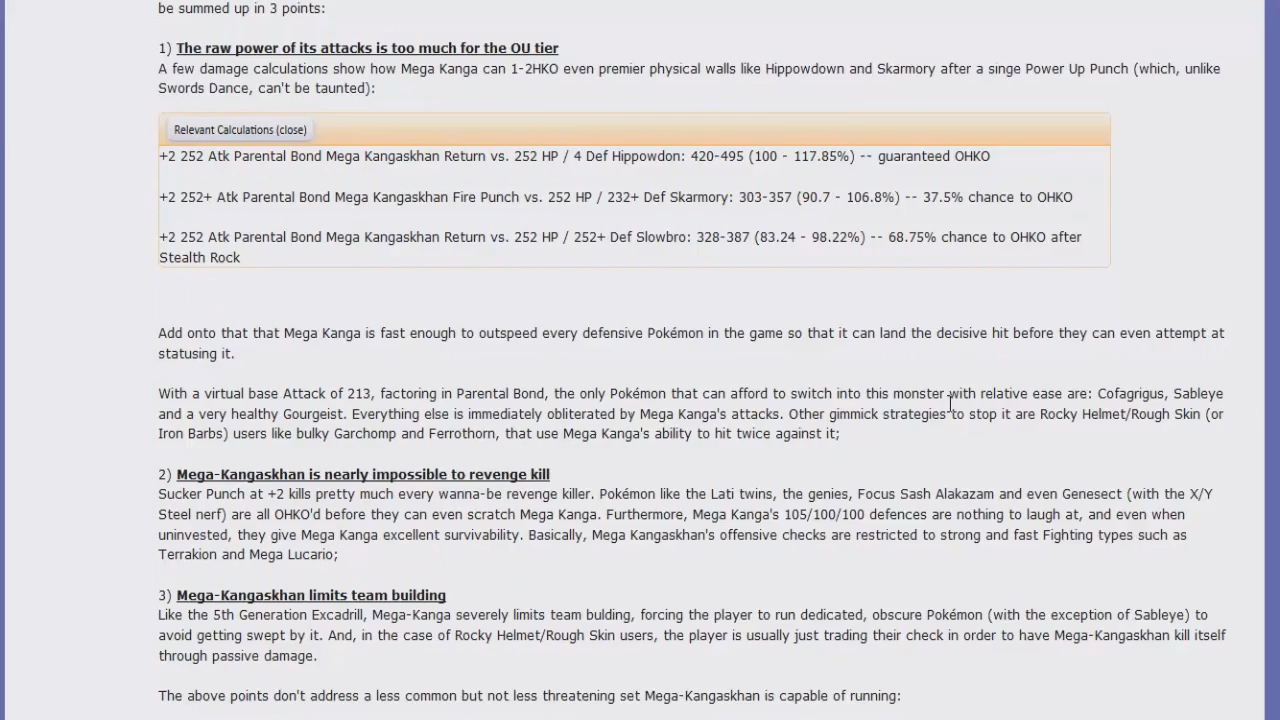 be summed up in 3 points:
1) The raw power of its attacks is too much for the OU tier
A few damage calculations show how Mega Kanga can 1-2HKO even premier physical walls like Hippowdown and Skarmory after a singe Power Up Punch (which, unlike
Swords Dance, can't be taunted):
Relevant Calculations (close)
+2 252 Atk Parental Bond Mega Kangaskhan Return vs. 252 HP / 4 Def Hippowdon: 420-495 (100 - 117.85%) -- guaranteed OHKO
+2 252+ Atk Parental Bond Mega Kangaskhan Fire Punch vs. 252 HP / 232+ Def Skarmory: 303-357 (90.7 - 106.8%) -- 37.5% chance to OHKO
+2 252 Atk Parental Bond Mega Kangaskhan Return vs. 252 HP / 252+ Def Slowbro: 328-387 (83.24 - 98.22%) -- 68.75% chance to OHKO after
Stealth Rock
Add onto that that Mega Kanga is fast enough to outspeed every defensive Pokémon in the game so that it can land the decisive hit before they can even attempt at
statusing it.
With a virtual base Attack of 213, factoring in Parental Bond, the only Pokémon that can afford to switch into this monster with relative ease are: Cofagrigus, Sableye
and a very healthy Gourgeist. Everything else is immediately obliterated by Mega Kanga's attacks. Other gimmick strategies to stop it are Rocky Helmet/Rough Skin (or
Iron Barbs) users like bulky Garchomp and Ferrothorn, that use Mega Kanga's ability to hit twice against it;
2) Mega-Kangaskhan is nearly impossible to revenge kill
Sucker Punch at +2 kills pretty much every wanna-be revenge killer. Pokémon like the Lati twins, the genies, Focus Sash Alakazam and even Genesect (with the X/Y
Steel nerf) are all OHKO'd before they can even scratch Mega Kanga. Furthermore, Mega Kanga's 105/100/100 defences are nothing to laugh at, and even when
uninvested, they give Mega Kanga excellent survivability. Basically, Mega Kangaskhan's offensive checks are restricted to strong and fast Fighting types such as
Terrakion and Mega Lucario;
3) Mega-Kangaskhan limits team building
Like the 5th Generation Excadrill, Mega-Kanga severely limits team bulding, forcing the player to run dedicated, obscure Pokémon (with the exception of Sableye) to
avoid getting swept by it. And, in the case of Rocky Helmet/Rough Skin users, the player is usually just trading their check in order to have Mega-Kangaskhan kill itself
through passive damage.
The above points don't address a less common but not less threatening set Mega-Kangaskhan is capable of running: